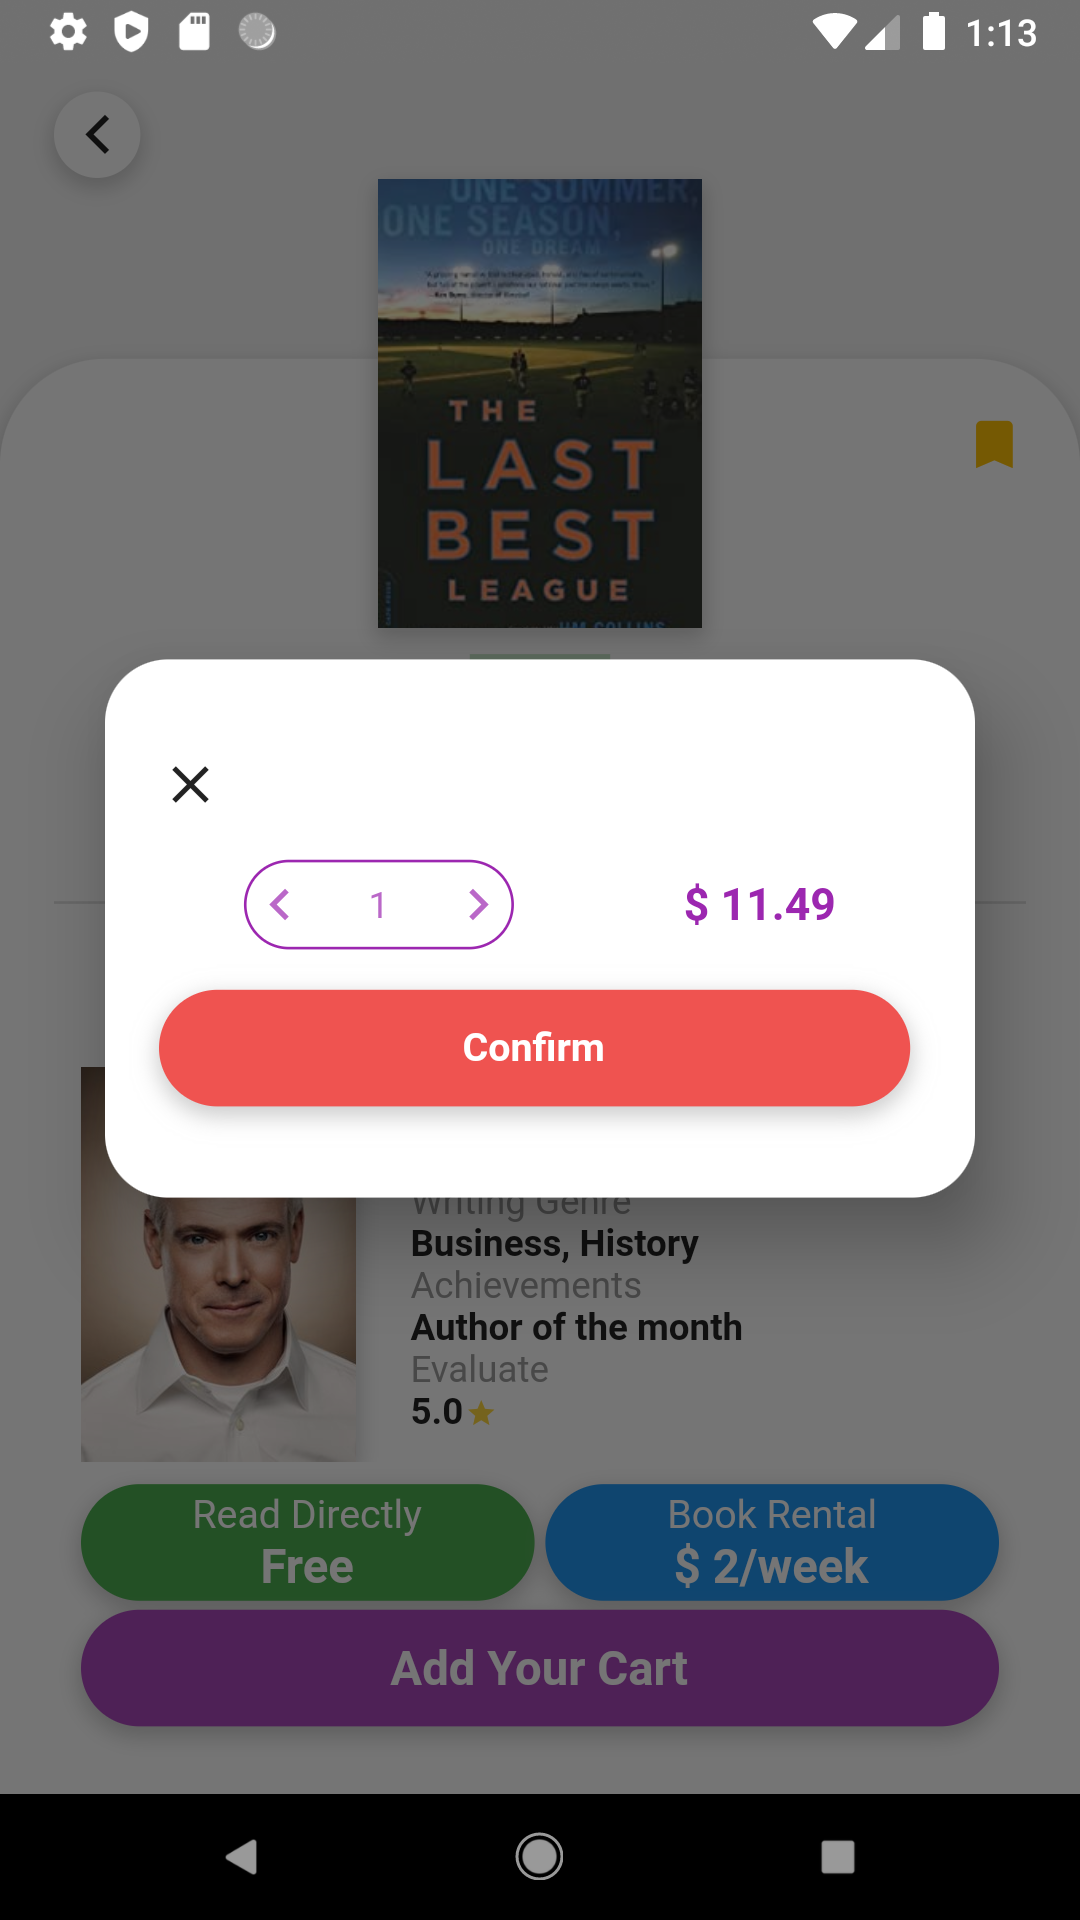 1:13
ONE SUMMER,
ONE SEASON,
ONE DREAM
THE
LAST
BEST
LEAGUE
JIM COLLINS
1
$ 11.49
Confirm
Writing Genre
Business, History
Achievements
Author of the month
Evaluate
5.0
Read Directly
Free
Book Rental
$ 2/week
Add Your Cart